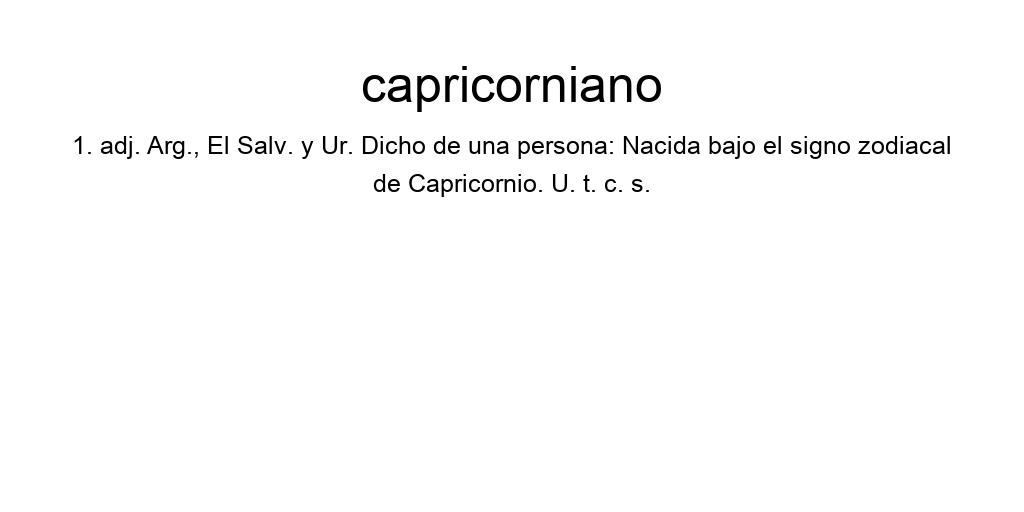 capricorniano
1. adj. Arg., El Salv. y Ur. Dicho de una persona: Nacida bajo el signo zodiacal
de Capricornio. U. t. c. s.